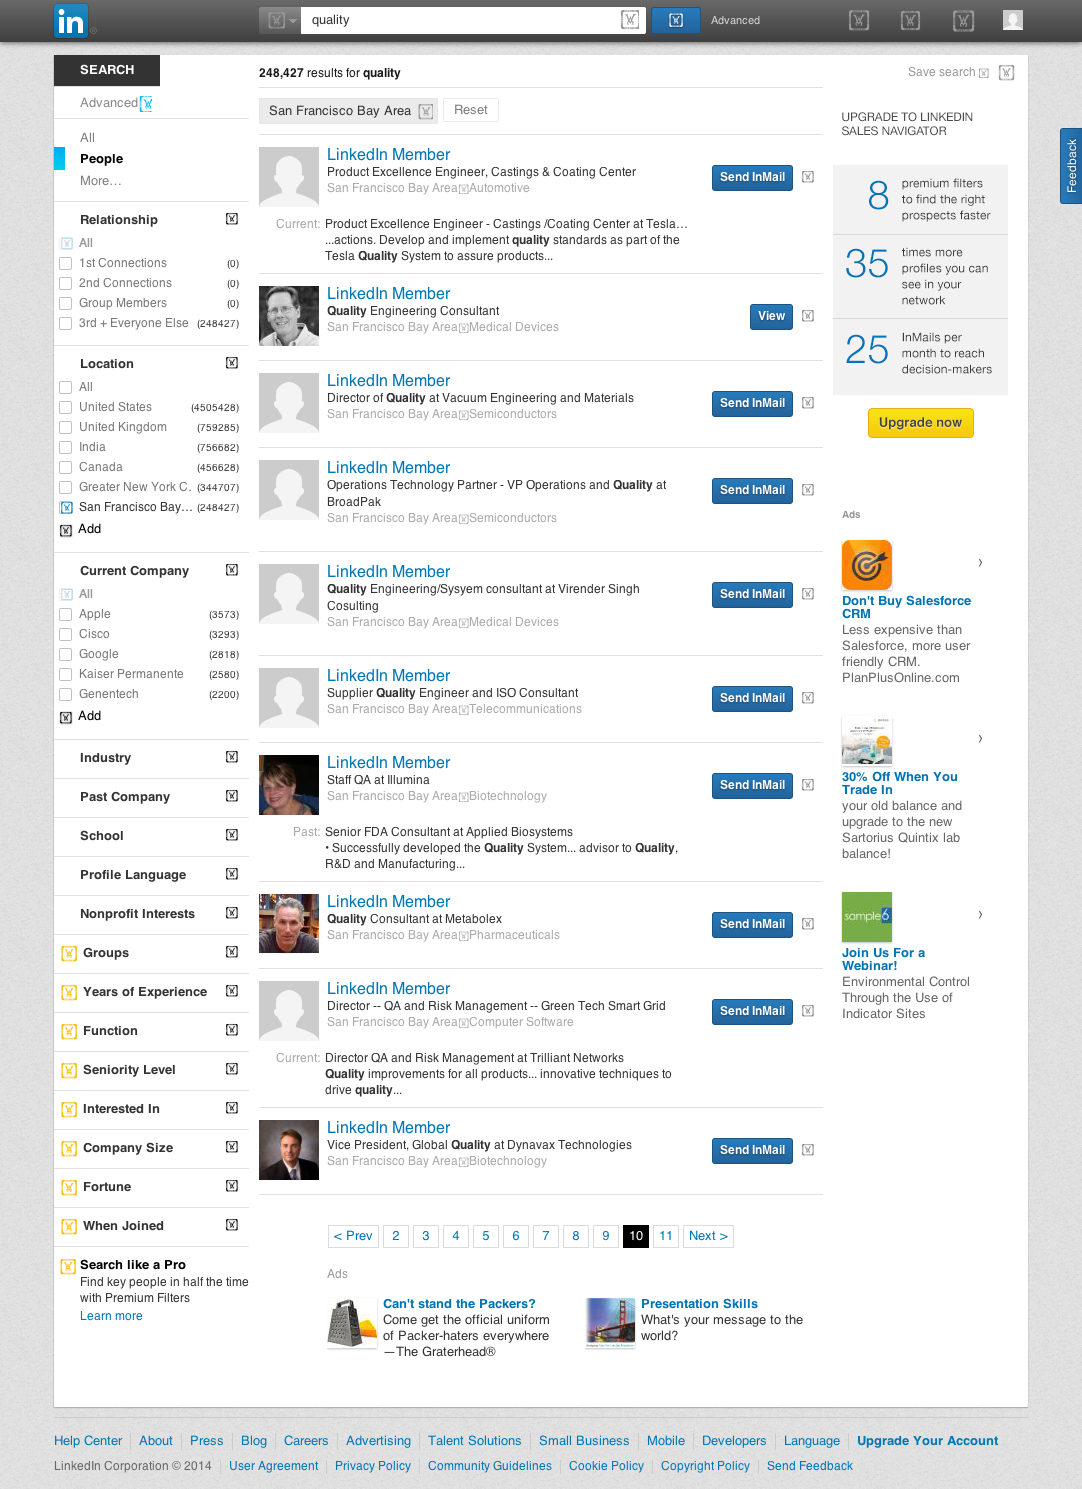 in
quality
Advanced
SEARCH
Advanced
All
People
More...
Relationship
All
1st Connections (0)
2nd Connections (0)
Group Members (0)
3rd + Everyone Else (248427)
Location
All
United States (4505428)
United Kingdom (759285)
India (756682)
Canada (456628)
Greater New York C. (344707)
San Francisco Bay... (248427)
Add
Current Company
All
Apple (3573)
Cisco (3293)
Google (2818)
Kaiser Permanente (2580)
Genentech (2200)
Add
Industry
Past Company
School
Profile Language
Nonprofit Interests
Groups
Years of Experience
Function
Seniority Level
Interested In
Company Size
Fortune
When Joined
Search like a Pro
Find key people in half the time
with Premium Filters
Learn more
248,427 results for quality
Save search
San Francisco Bay Area
Reset
LinkedIn Member
Product Excellence Engineer, Castings & Coating Center
San Francisco Bay Area Automotive
Send InMail
Current: Product Excellence Engineer - Castings /Coating Center at Tesla...
...actions. Develop and implement quality standards as part of the
Tesla Quality System to assure products...
LinkedIn Member
Quality Engineering Consultant
San Francisco Bay Area Medical Devices
View
LinkedIn Member
Director of Quality at Vacuum Engineering and Materials
San Francisco Bay Area Semiconductors
Send InMail
LinkedIn Member
Operations Technology Partner - VP Operations and Quality at
BroadPak
San Francisco Bay Area Semiconductors
Send InMail
LinkedIn Member
Quality Engineering/Sysyem consultant at Virender Singh
Cosulting
San Francisco Bay Area Medical Devices
Send InMail
LinkedIn Member
Supplier Quality Engineer and ISO Consultant
San Francisco Bay Area Telecommunications
Send InMail
LinkedIn Member
Staff QA at Illumina
San Francisco Bay Area Biotechnology
Send InMail
Past: Senior FDA Consultant at Applied Biosystems
• Successfully developed the Quality System... advisor to Quality,
R&D and Manufacturing...
LinkedIn Member
Quality Consultant at Metabolex
San Francisco Bay Area Pharmaceuticals
Send InMail
LinkedIn Member
Director -- QA and Risk Management -- Green Tech Smart Grid
San Francisco Bay Area Computer Software
Send InMail
Current: Director QA and Risk Management at Trilliant Networks
Quality improvements for all products... innovative techniques to
drive quality...
LinkedIn Member
Vice President, Global Quality at Dynavax Technologies
San Francisco Bay Area Biotechnology
Send InMail
< Prev 2 3 4 5 6 7 8 9 10 11 Next >
Ads
Can't stand the Packers?
Come get the official uniform
of Packer-haters everywhere
—The Graterhead®
Presentation Skills
What's your message to the
world?
UPGRADE TO LINKEDIN
SALES NAVIGATOR
8 premium filters
to find the right
prospects faster
35 times more
profiles you can
see in your
network
25 InMails per
month to reach
decision-makers
Upgrade now
Feedback
Ads
Don't Buy Salesforce
CRM
Less expensive than
Salesforce, more user
friendly CRM.
PlanPlusOnline.com
30% Off When You
Trade In
your old balance and
upgrade to the new
Sartorius Quintix lab
balance!
sample6
Join Us For a
Webinar!
Environmental Control
Through the Use of
Indicator Sites
Help Center About Press Blog Careers Advertising Talent Solutions Small Business Mobile Developers Language Upgrade Your Account
LinkedIn Corporation © 2014 User Agreement Privacy Policy Community Guidelines Cookie Policy Copyright Policy Send Feedback